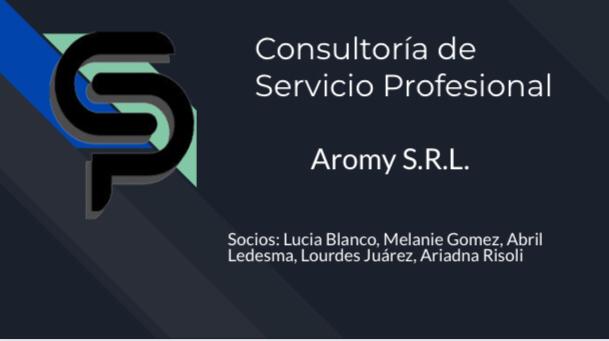 Consultoría de
Servicio Profesional
Aromy S.R.L.
Socios: Lucia Blanco, Melanie Gomez, Abril
Ledesma, Lourdes Juárez, Ariadna Risoli